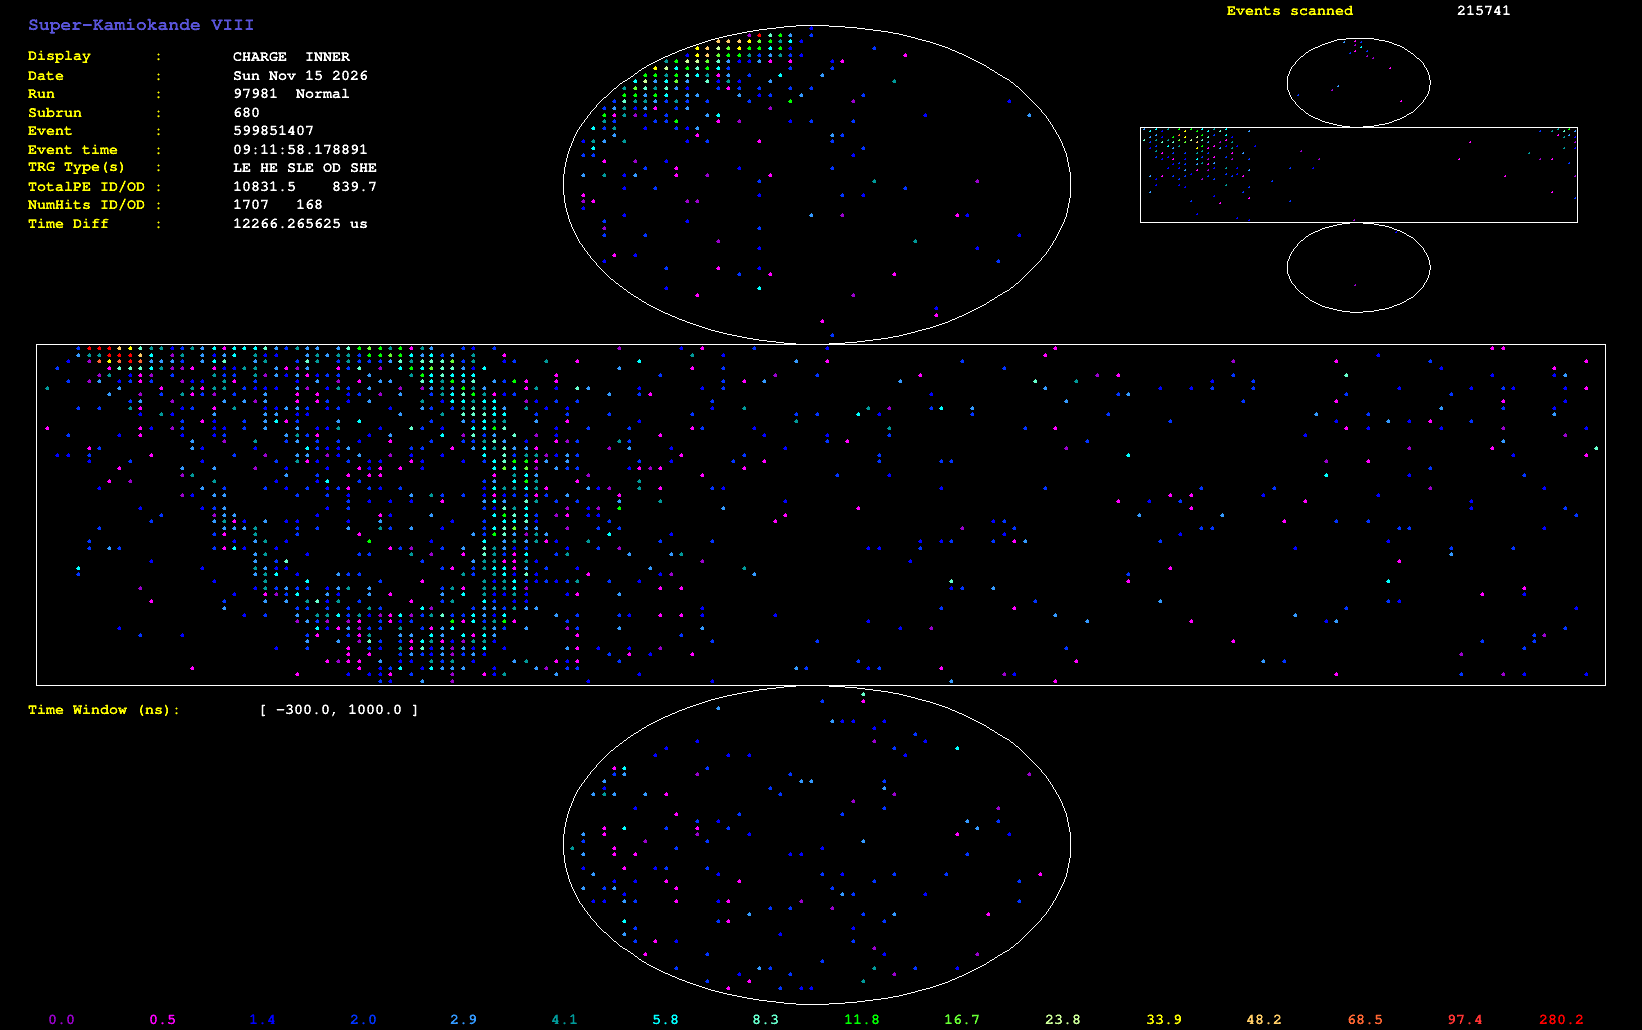 Super-Kamiokande VIII
Events scanned 215741
Display : CHARGE INNER
Date : Sun Nov 15 2026
Run : 97981 Normal
Subrun : 680
Event : 599851407
Event time : 09:11:58.178891
TRG Type(s) : LE HE SLE OD SHE
TotalPE ID/OD : 10831.5 839.7
NumHits ID/OD : 1707 168
Time Diff : 12266.265625 us
Time Window (ns): [ -300.0, 1000.0 ]
0.0 0.5 1.4 2.0 2.9 4.1 5.8 8.3 11.8 16.7 23.8 33.9 48.2 68.5 97.4 280.2